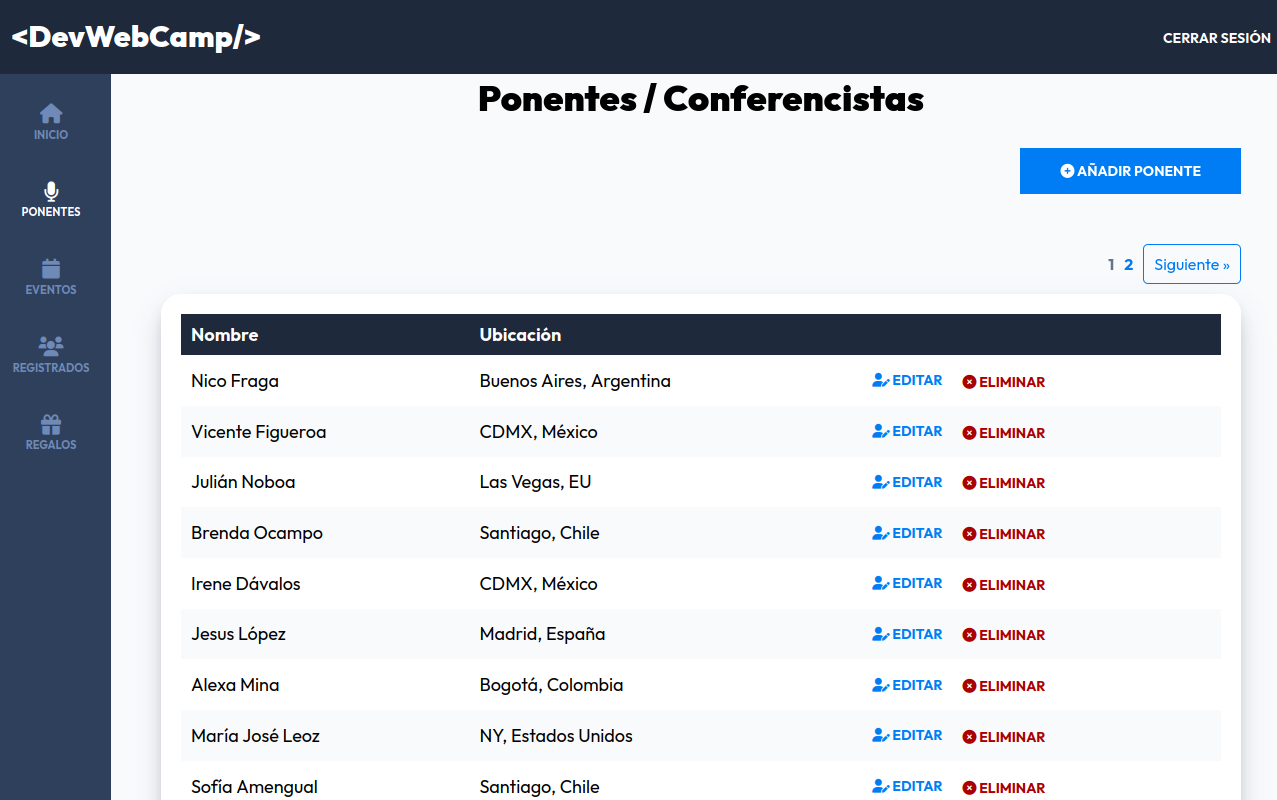 <DevWebCamp/>
CERRAR SESIÓN
INICIO
PONENTES
EVENTOS
REGISTRADOS
REGALOS
Ponentes / Conferencistas
AÑADIR PONENTE
1 2 Siguiente »
Nombre Ubicación
Nico Fraga Buenos Aires, Argentina EDITAR ELIMINAR
Vicente Figueroa CDMX, México EDITAR ELIMINAR
Julián Noboa Las Vegas, EU EDITAR ELIMINAR
Brenda Ocampo Santiago, Chile EDITAR ELIMINAR
Irene Dávalos CDMX, México EDITAR ELIMINAR
Jesus López Madrid, España EDITAR ELIMINAR
Alexa Mina Bogotá, Colombia EDITAR ELIMINAR
María José Leoz NY, Estados Unidos EDITAR ELIMINAR
Sofía Amengual Santiago, Chile EDITAR ELIMINAR